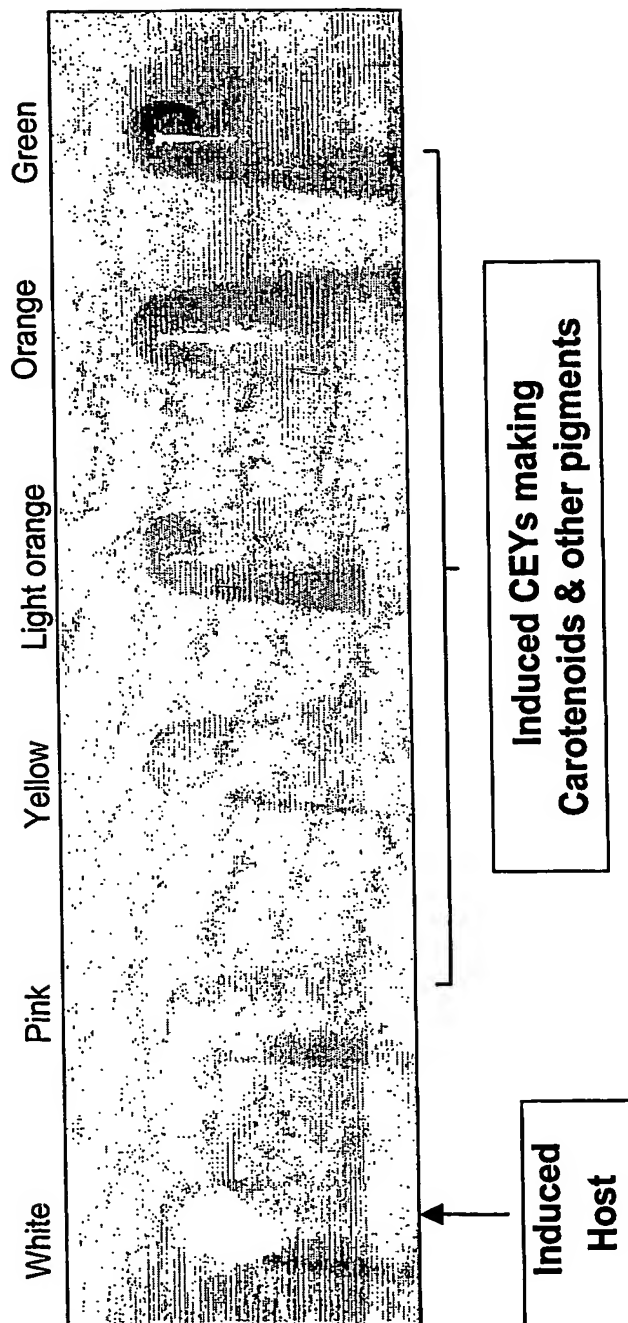 White
Pink
Yellow
Light orange
Orange
Green
Induced
Host
Induced CEYs making
Carotenoids & other pigments